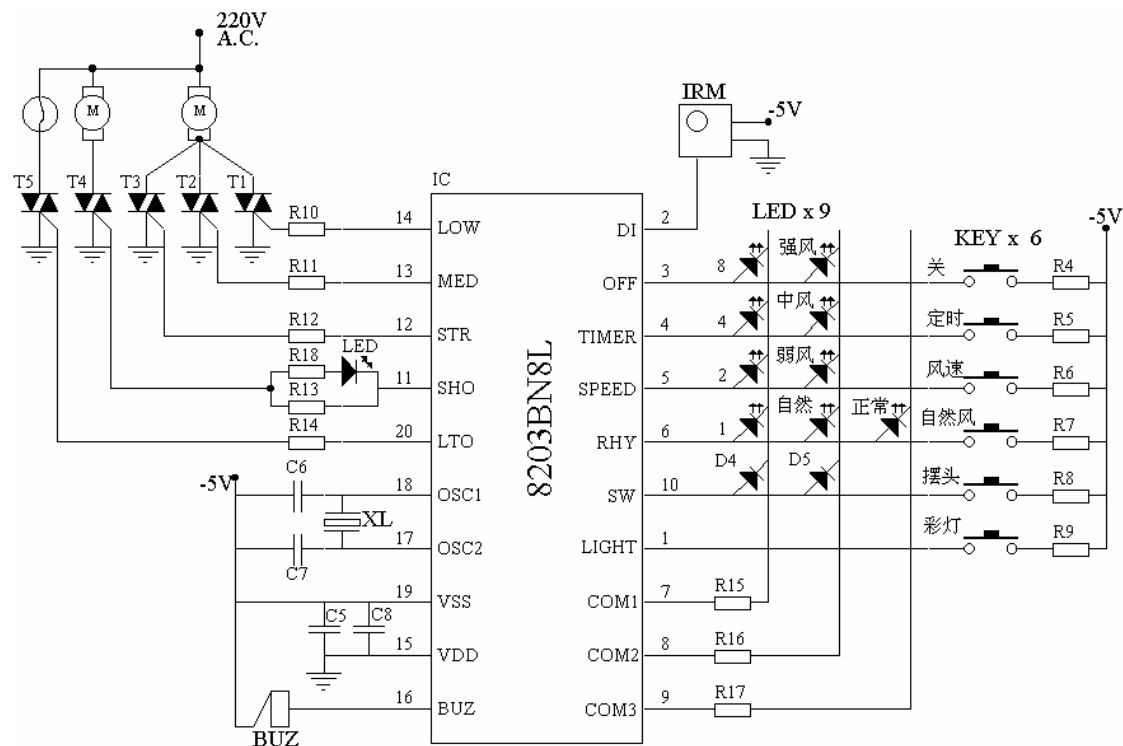 220V
A.C.
IRM
-5V
M
M
T5
T4
T3
T2
T1
IC
8203BN8L
R10
14
LOW
R11
13
MED
R12
12
STR
R18
LED
R13
11
SHO
R14
20
LTO
-5V
C6
18
OSC1
XL
17
OSC2
C7
19
VSS
C5
C8
15
VDD
16
BUZ
BUZ
2
DI
LED x 9
KEY x 6
-5V
3
OFF
8
强风
关
R4
4
TIMER
4
中风
定时
R5
5
SPEED
2
弱风
风速
R6
6
RHY
1
自然
正常
自然风
R7
10
SW
D4
D5
摆头
R8
1
LIGHT
彩灯
R9
7
COM1
R15
8
COM2
R16
9
COM3
R17